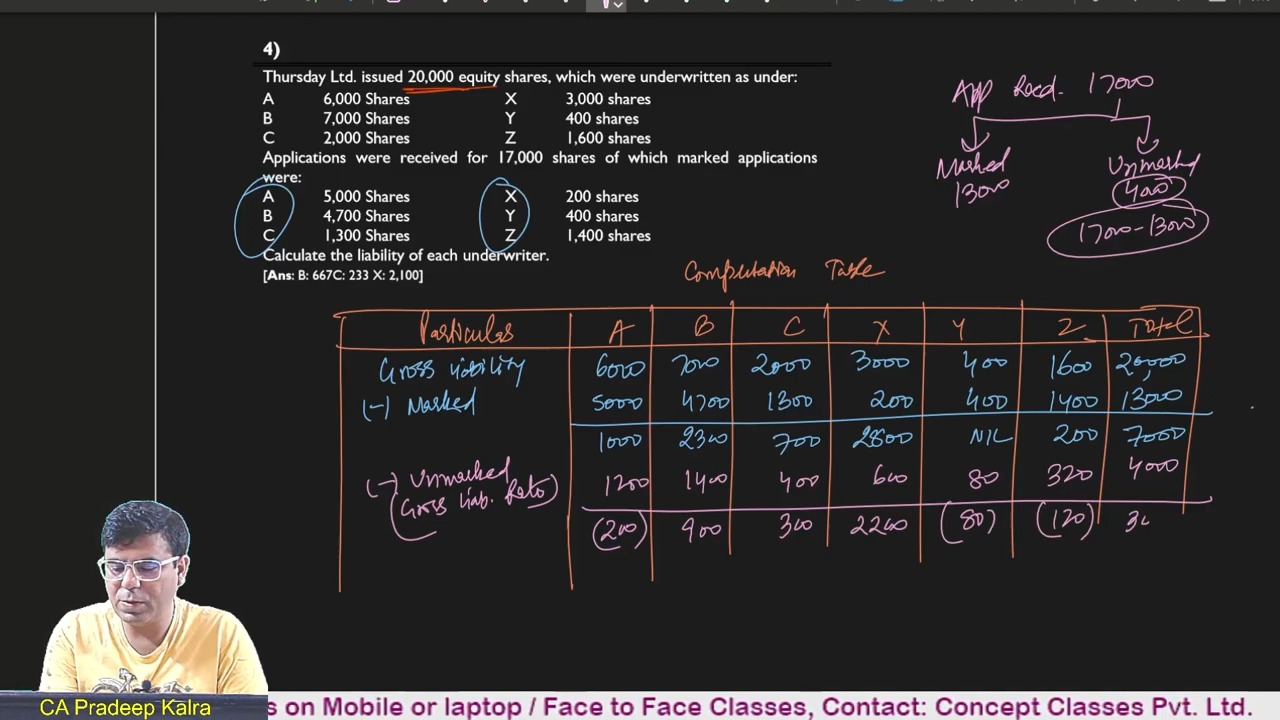 4)
Thursday Ltd. issued 20,000 equity shares, which were underwritten as under:
A 6,000 Shares X 3,000 shares
B 7,000 Shares Y 400 shares
C 2,000 Shares Z 1,600 shares
Applications were received for 17,000 shares of which marked applications
were:
A 5,000 Shares X 200 shares
B 4,700 Shares Y 400 shares
C 1,300 Shares Z 1,400 shares
Calculate the liability of each underwriter.
[Ans: B: 667C: 233 X: 2,100]
App Recd. 17000
Marked Unmarked
13000 4000
17000-13000
Computation Table
Particulars A B C X Y Z Total
Gross liability 6000 7000 2000 3000 400 1600 20,000
(-) Marked 5000 4700 1300 200 400 1400 13000
1000 2300 700 2800 NIL 200 7000
(-) Unmarked 1200 1400 400 600 80 320 4000
(Gross liab. Ratio)
(200) 900 300 2200 (80) (120) 30
CA Pradeep Kalra
s on Mobile or laptop / Face to Face Classes, Contact: Concept Classes Pvt. Ltd.